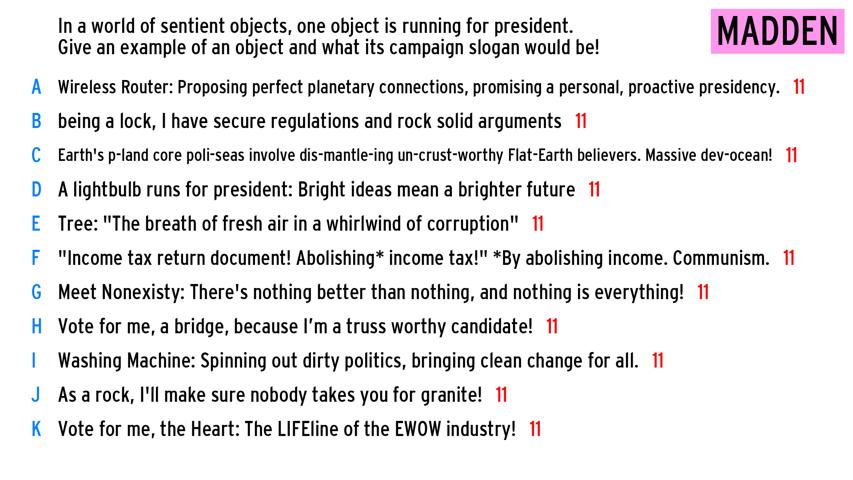 In a world of sentient objects, one object is running for president.
Give an example of an object and what its campaign slogan would be!
MADDEN
A Wireless Router: Proposing perfect planetary connections, promising a personal, proactive presidency. 11
B being a lock, I have secure regulations and rock solid arguments 11
C Earth's p-land core poli-seas involve dis-mantle-ing un-crust-worthy Flat-Earth believers. Massive dev-ocean! 11
D A lightbulb runs for president: Bright ideas mean a brighter future 11
E Tree: "The breath of fresh air in a whirlwind of corruption" 11
F "Income tax return document! Abolishing* income tax!" *By abolishing income. Communism. 11
G Meet Nonexisty: There's nothing better than nothing, and nothing is everything! 11
H Vote for me, a bridge, because I’m a truss worthy candidate! 11
I Washing Machine: Spinning out dirty politics, bringing clean change for all. 11
J As a rock, I'll make sure nobody takes you for granite! 11
K Vote for me, the Heart: The LIFEline of the EWOW industry! 11